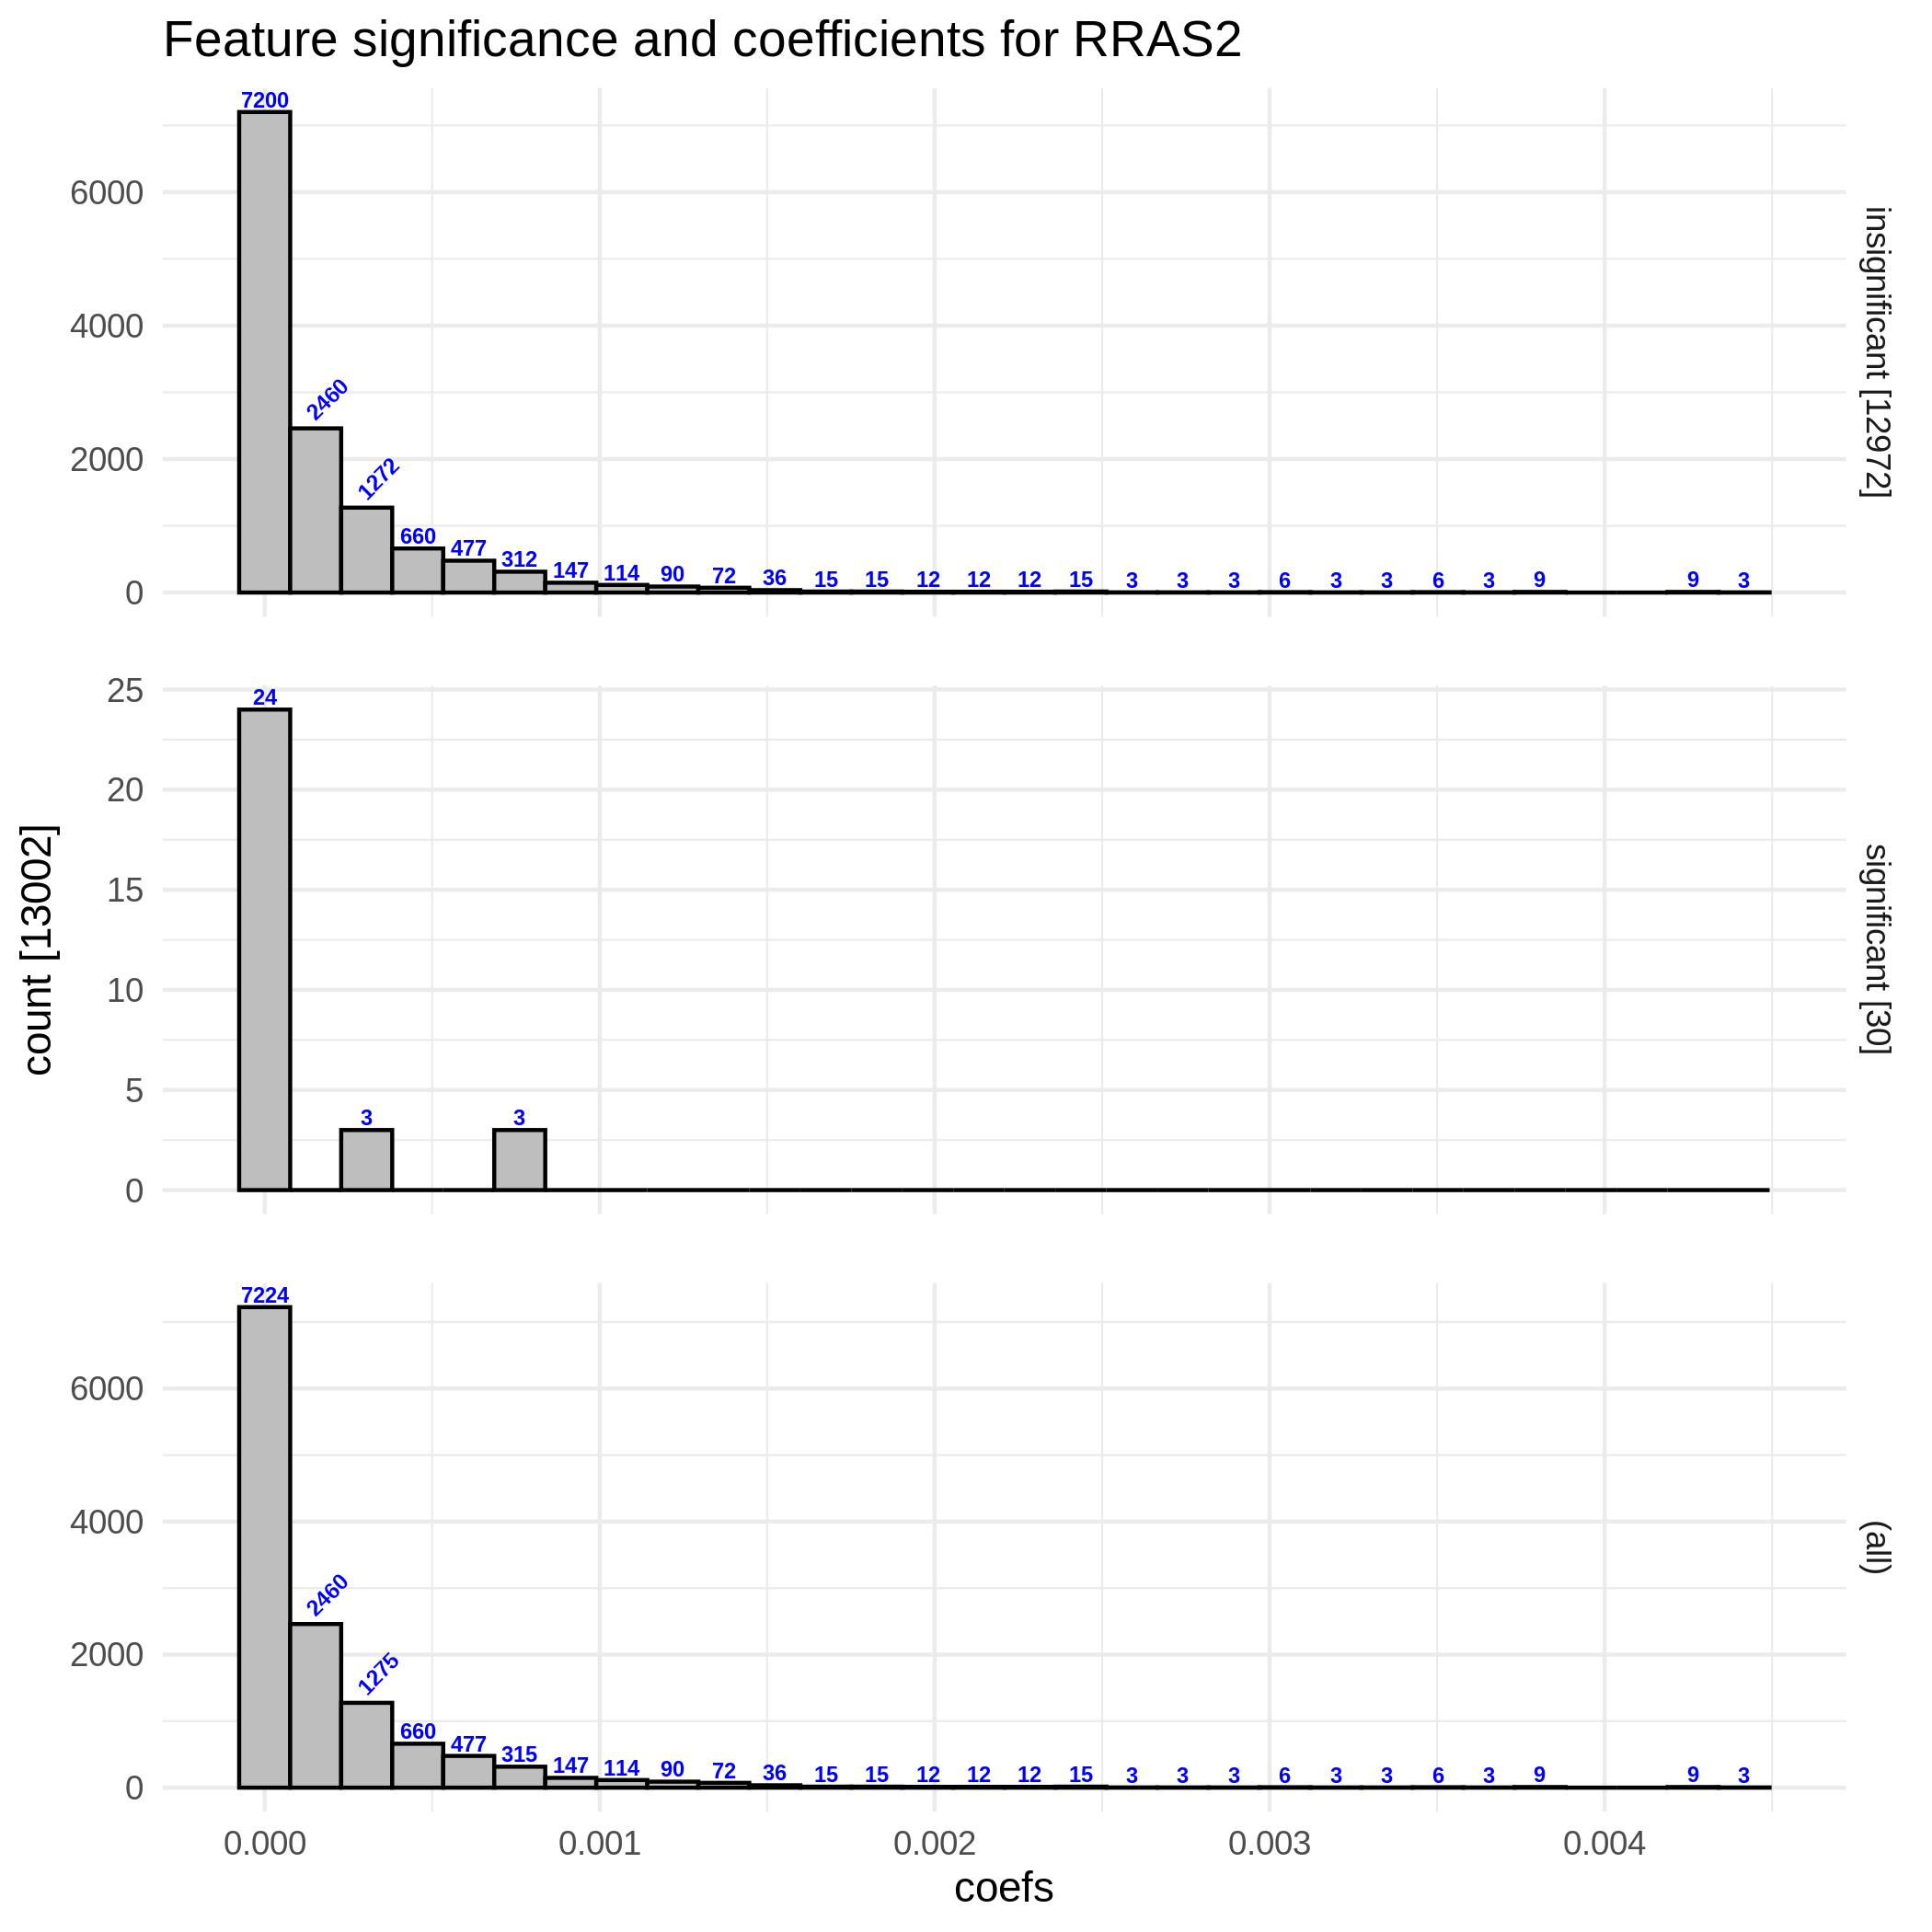 Feature significance and coefficients for RRAS2
7200
2460
1272
660 477 312 147 114 90 72 36 15 15 12 12 12 15 3 3 3 6 3 3 6 3 9 9 3
6000
4000
2000
0
insignificant [12972]
24
3 3
25
20
15
10
5
0
significant [30]
count [13002]
7224
2460
1275
660 477 315 147 114 90 72 36 15 15 12 12 12 15 3 3 3 6 3 3 6 3 9 9 3
6000
4000
2000
0
(all)
0.000 0.001 0.002 0.003 0.004
coefs